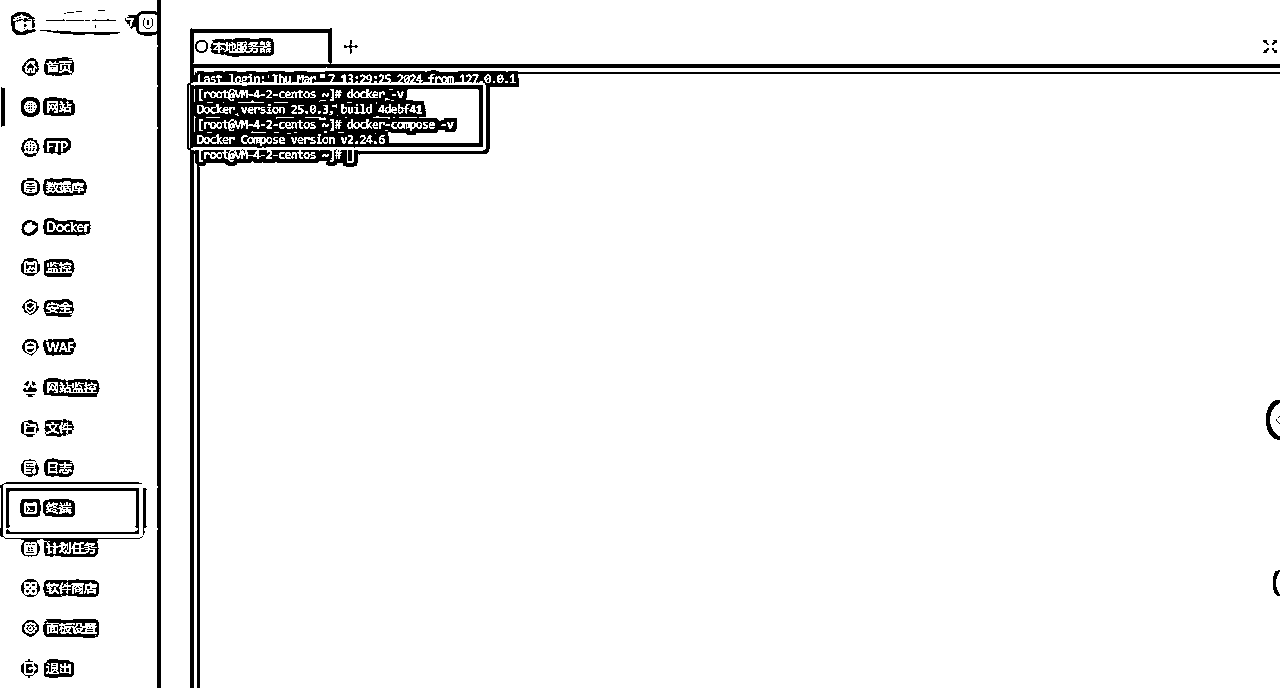 7 0
首页
网站
FTP
数据库
Docker
监控
安全
WAF
网站监控
文件
日志
终端
计划任务
软件商店
面板设置
退出
本地服务器
Last login: Thu Mar  7 13:29:25 2024 from 127.0.0.1
[root@VM-4-2-centos ~]# docker -v
Docker version 25.0.3, build 4debf41
[root@VM-4-2-centos ~]# docker-compose -v
Docker Compose version v2.24.6
[root@VM-4-2-centos ~]#